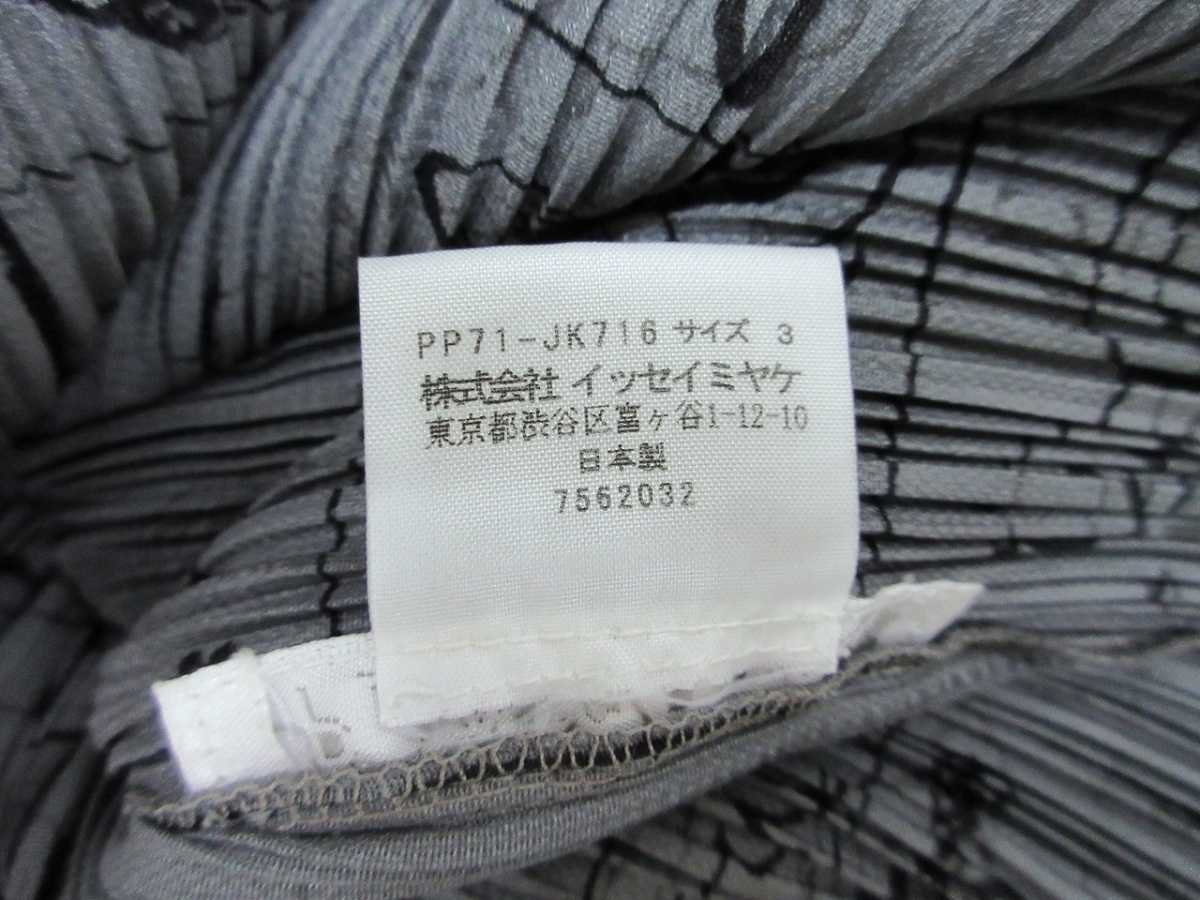 PP71-JK716 サイズ 3
株式会社 イッセイミヤケ
東京都渋谷区富ヶ谷1-12-10
日本製
7562032